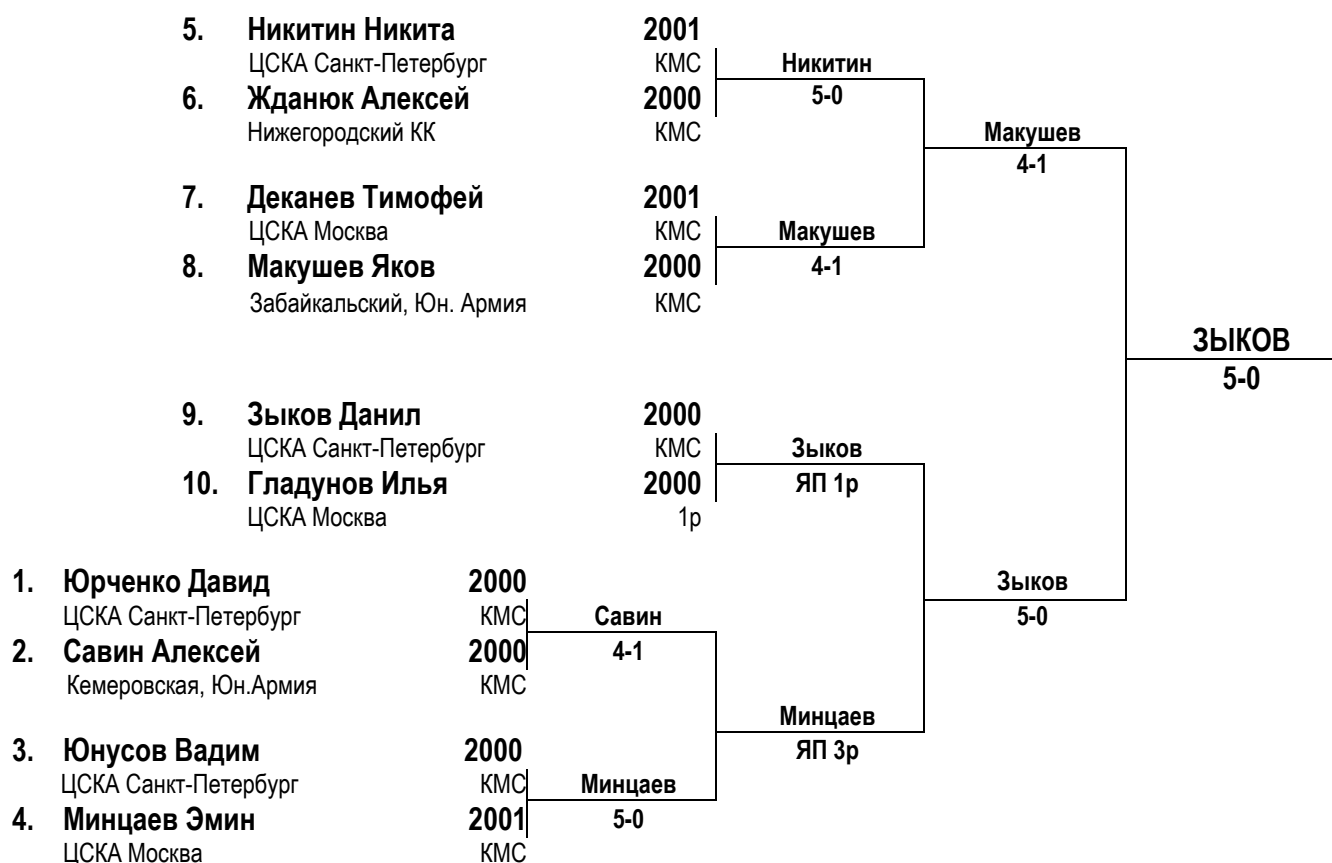 5. Никитин Никита 2001
ЦСКА Санкт-Петербург КМС Никитин
6. Жданюк Алексей 2000 5-0
Нижегородский КК КМС Макушев
4-1
7. Деканев Тимофей 2001
ЦСКА Москва КМС Макушев
8. Макушев Яков 2000 4-1
Забайкальский, Юн. Армия КМС
ЗЫКОВ
5-0
9. Зыков Данил 2000
ЦСКА Санкт-Петербург КМС Зыков
10. Гладунов Илья 2000 ЯП 1р
ЦСКА Москва 1р
1. Юрченко Давид 2000 Зыков
ЦСКА Санкт-Петербург КМС Савин 5-0
2. Савин Алексей 2000 4-1
Кемеровская, Юн.Армия КМС
Минцаев
3. Юнусов Вадим 2000 ЯП 3р
ЦСКА Санкт-Петербург КМС Минцаев
4. Минцаев Эмин 2001 5-0
ЦСКА Москва КМС